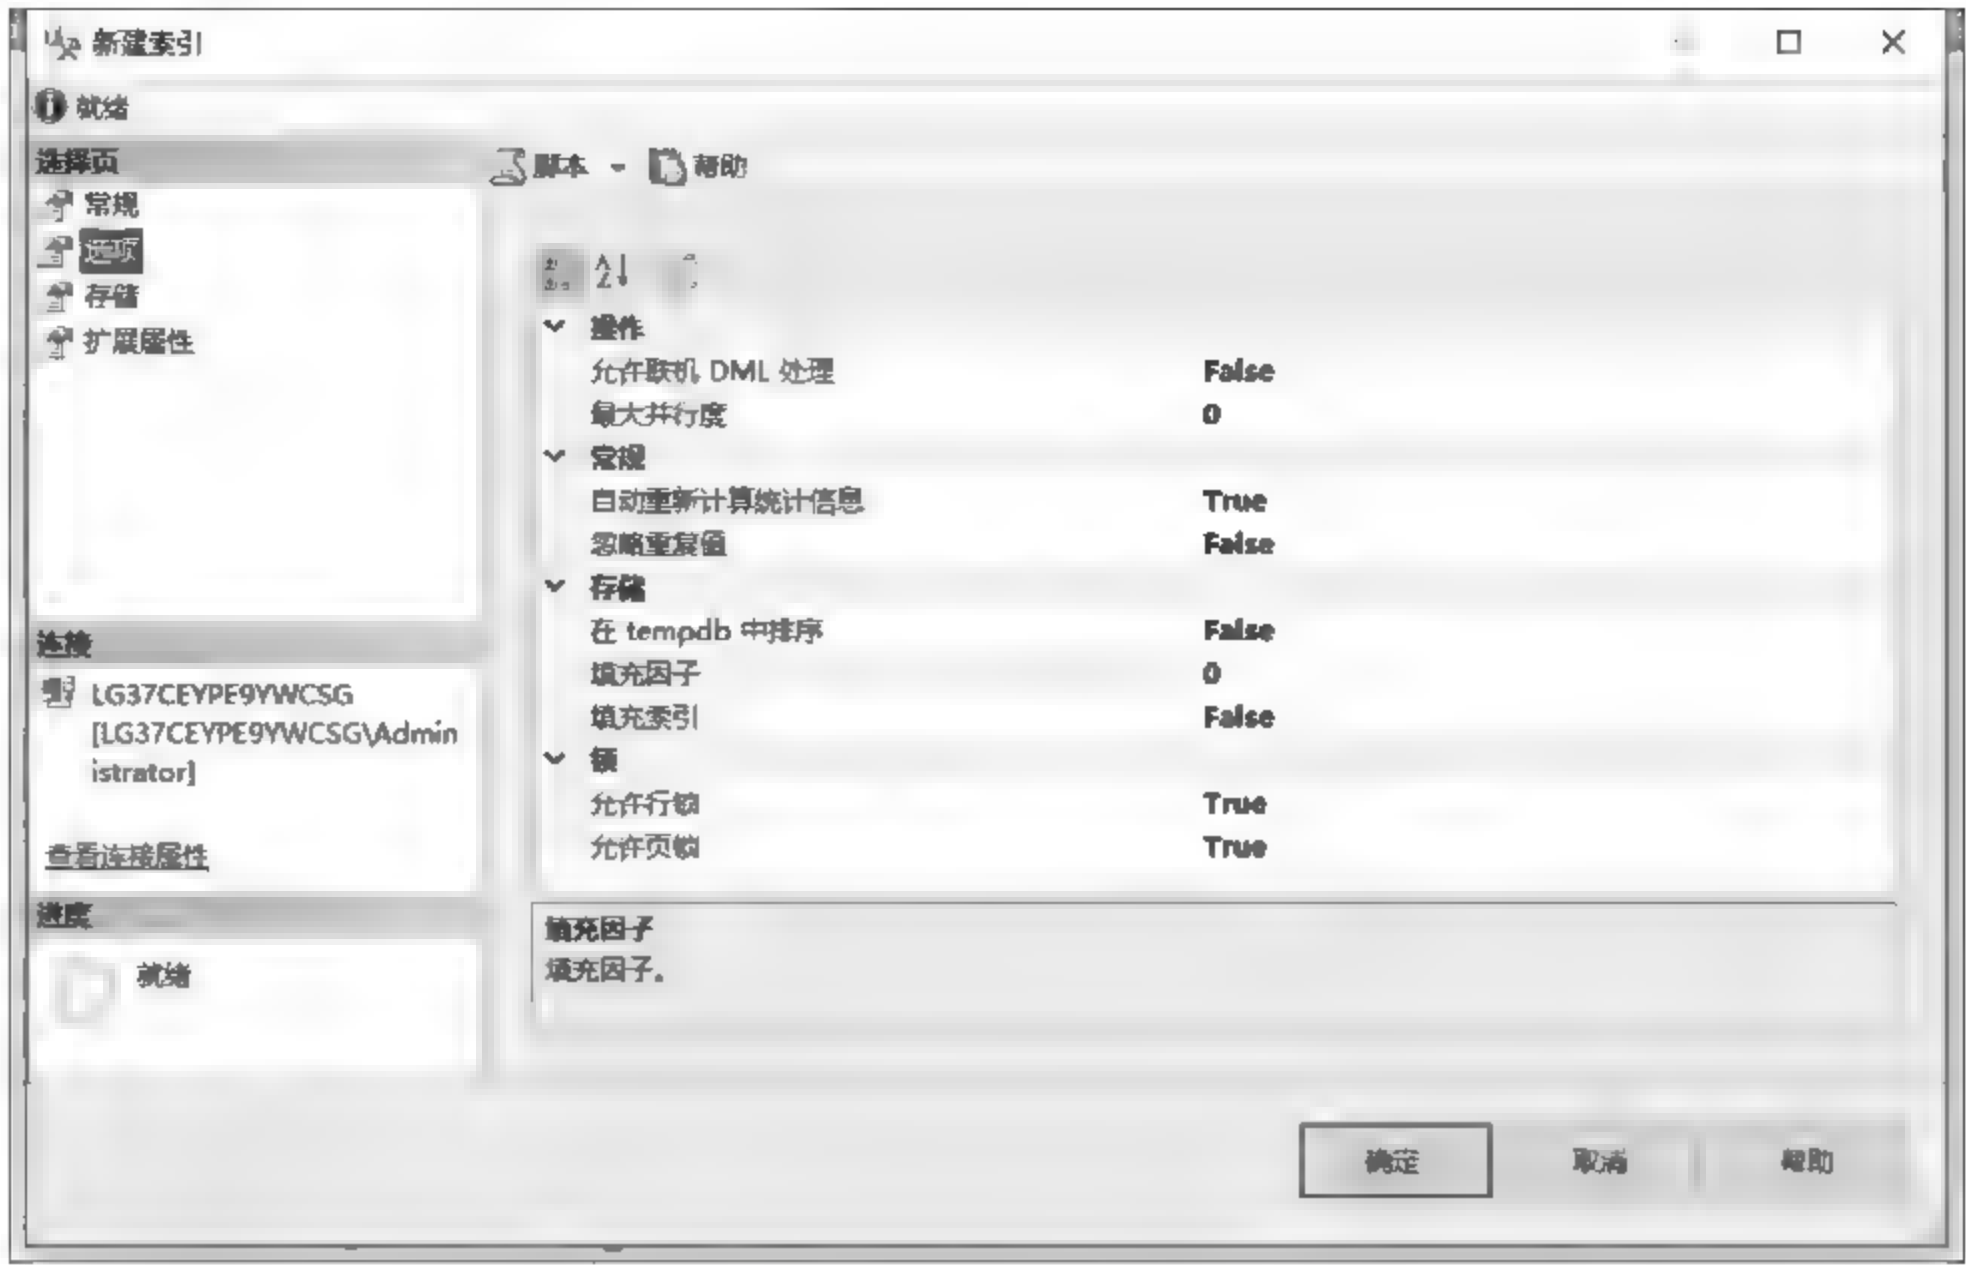 新建索引
就绪
选择页
常规
选项
存储
扩展属性
连接
LG37CEYPE9YWCSG
[LG37CEYPE9YWCSG\Admin
istrator]
查看连接属性
进度
就绪
脚本 帮助
操作
允许联机 DML 处理 False
最大并行度 0
常规
自动重新计算统计信息 True
忽略重复值 False
存储
在 tempdb 中排序 False
填充因子 0
填充索引 False
锁
允许行锁 True
允许页锁 True
填充因子
填充因子。
确定 取消 帮助